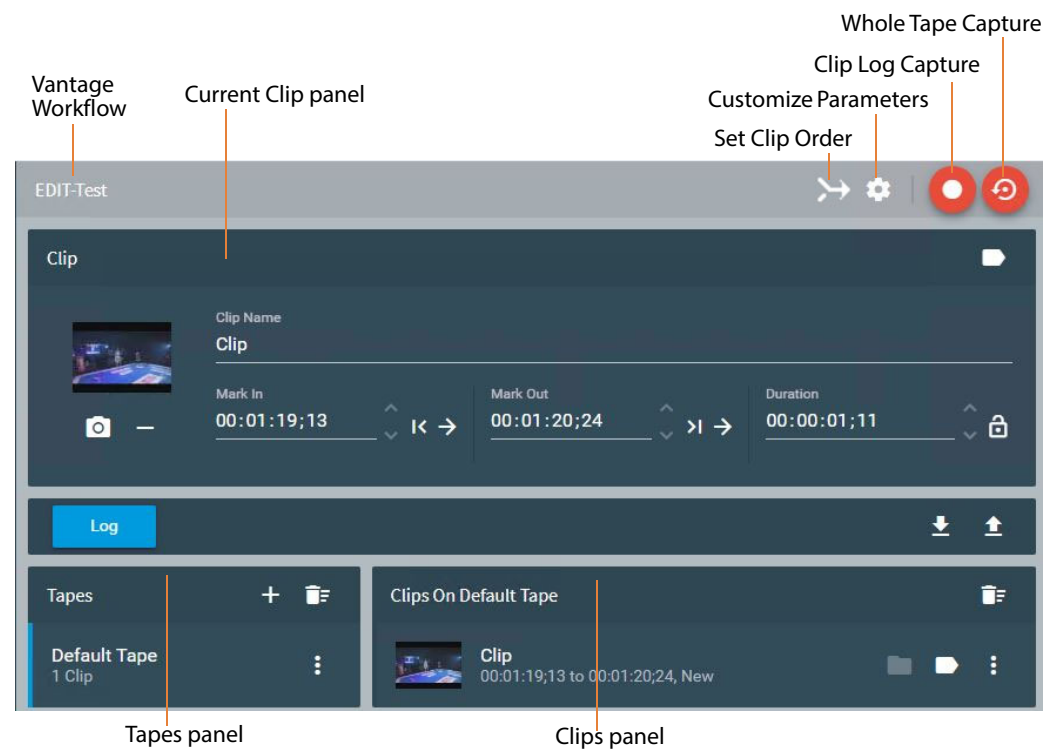 Whole Tape Capture
Clip Log Capture
Vantage
Workflow
Current Clip panel
Customize Parameters
Set Clip Order
EDIT-Test
Clip
Clip Name
Clip
Mark In
00:01:19;13
Mark Out
00:01:20;24
Duration
00:00:01;11
Log
Tapes
Clips On Default Tape
Default Tape
1 Clip
Clip
00:01:19;13 to 00:01:20;24, New
Tapes panel
Clips panel